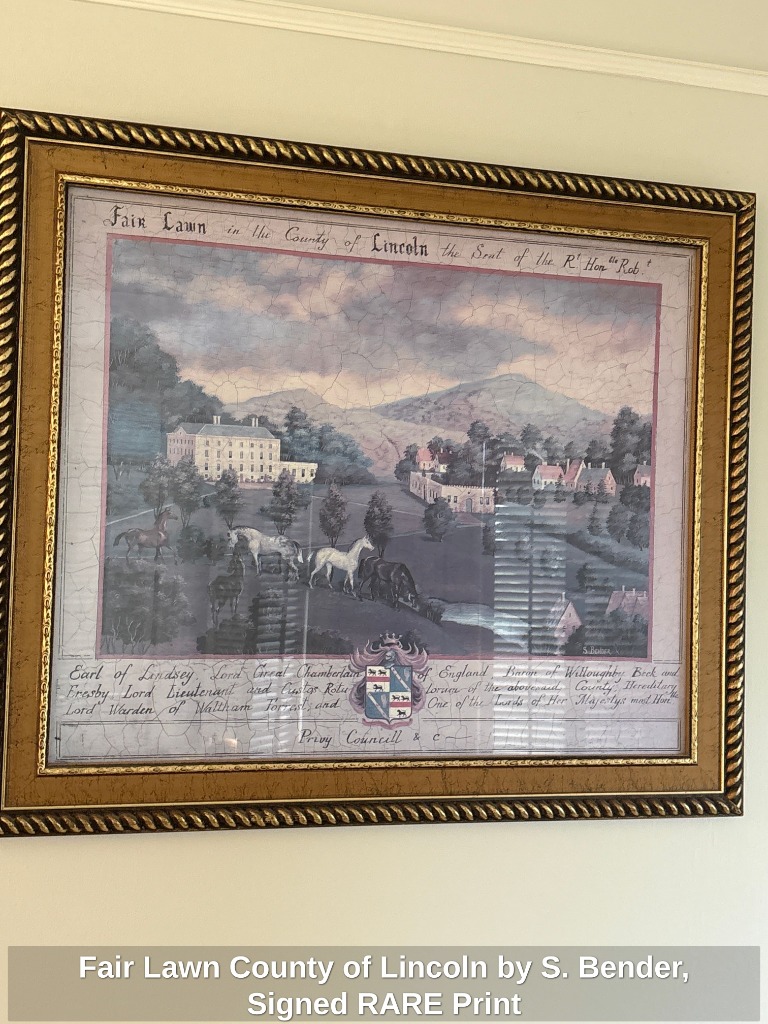 Fair Lawn in the County of Lincoln the Seat of the Rt Honble Robt
S. Bender
Earl of Lindsey, Lord Great Chamberlain of England Baron of Willoughby Beck and
Eresby Lord Lieutenant and Custos Rotu lorum of the abovesaid County Hereditary
Lord Warden of Waltham Forrest; and One of the Lords of Her Majestys most Honble
Privy Councill & c
Fair Lawn County of Lincoln by S. Bender,
Signed RARE Print